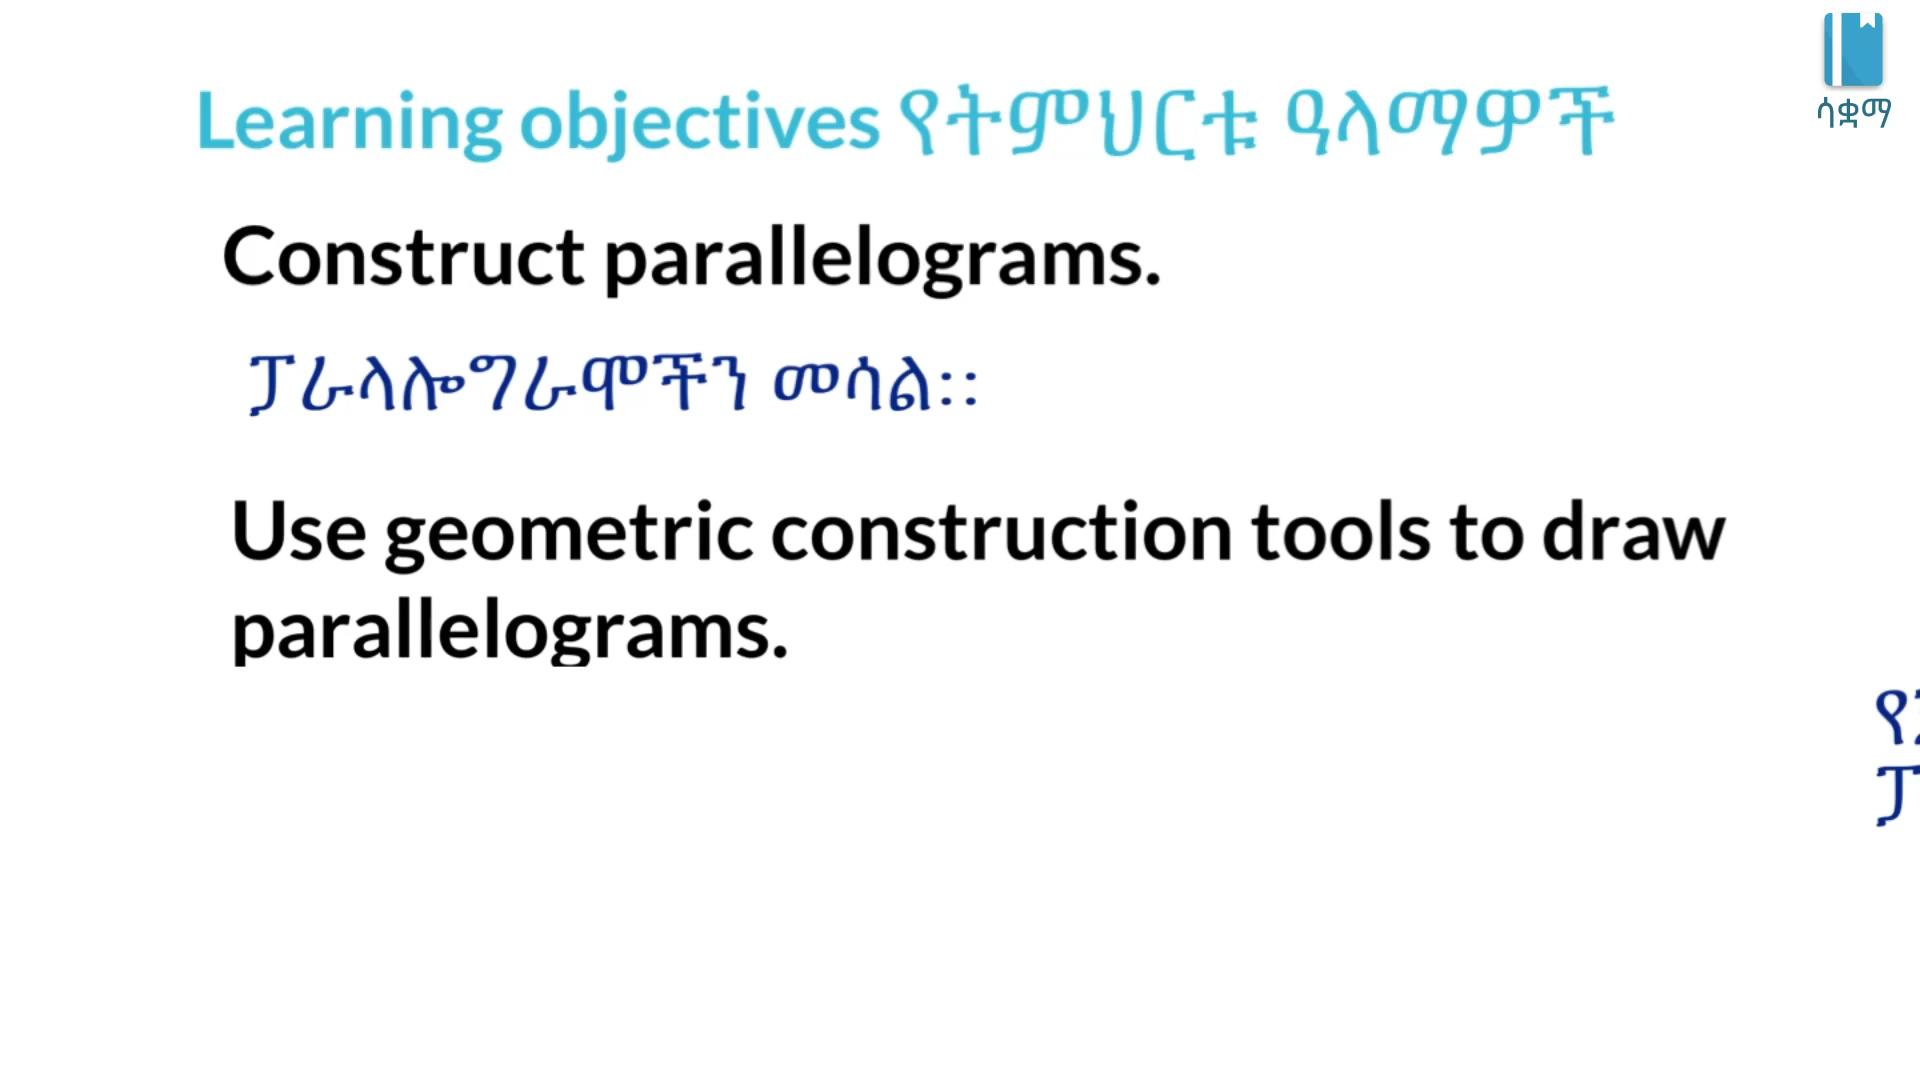 ሳቋማ
Learning objectives የትምህርቱ ዓላማዎች
Construct parallelograms.
ፓራላሎግራሞችን መሳል፡፡
Use geometric construction tools to draw
parallelograms.